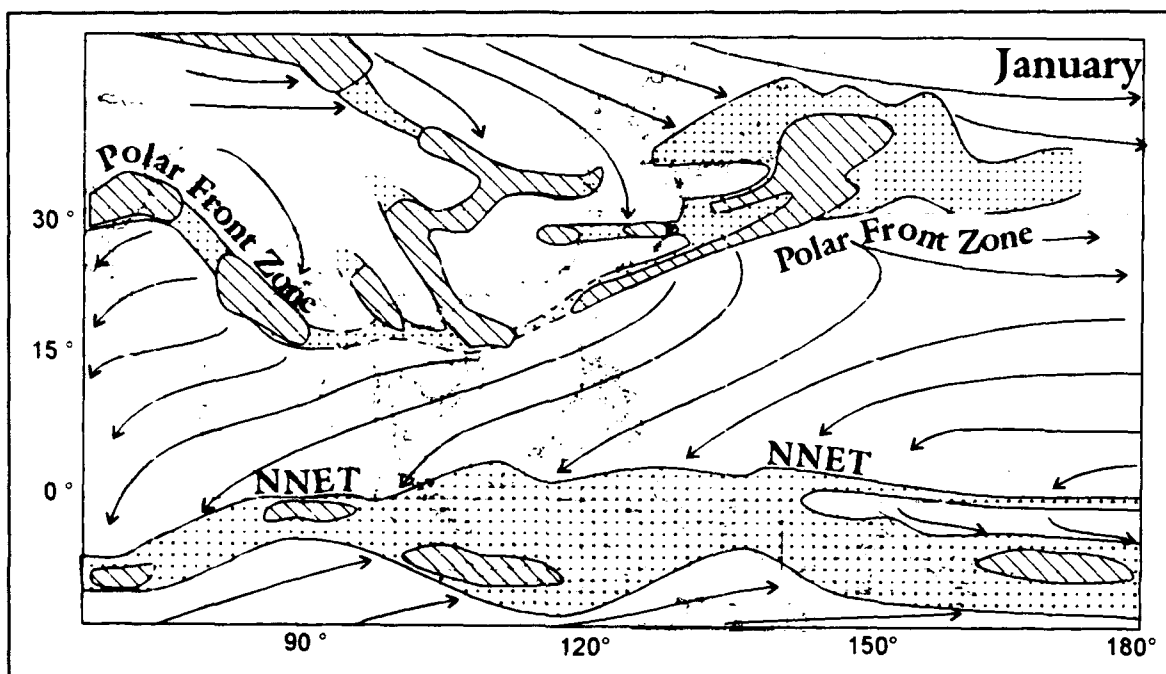 January
Polar Front Zone
30 °
Polar Front Zone
15 °
NNET
NNET
0 °
90 °
120°
150°
180°